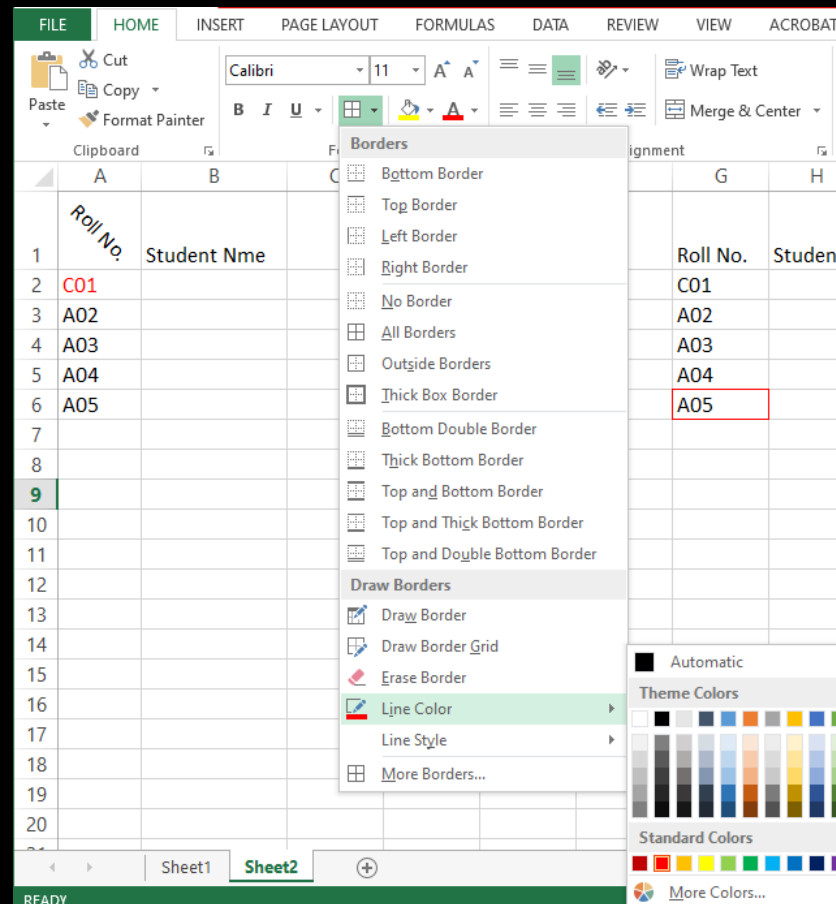 FILE HOME INSERT PAGE LAYOUT FORMULAS DATA REVIEW VIEW ACROBAT
Cut
Copy
Format Painter
Paste
Clipboard
Calibri 11 A A
B I U A
Wrap Text
Merge & Center
ignment
Borders
Bottom Border
Top Border
Left Border
Right Border
No Border
All Borders
Outside Borders
Thick Box Border
Bottom Double Border
Thick Bottom Border
Top and Bottom Border
Top and Thick Bottom Border
Top and Double Bottom Border
Draw Borders
Draw Border
Draw Border Grid
Erase Border
Line Color
Line Style
More Borders...
Automatic
Theme Colors
Standard Colors
More Colors...
A B C G H
1 Roll No. Student Nme Roll No. Studen
2 C01 C01
3 A02 A02
4 A03 A03
5 A04 A04
6 A05 A05
7
8
9
10
11
12
13
14
15
16
17
18
19
20
Sheet1 Sheet2
READY